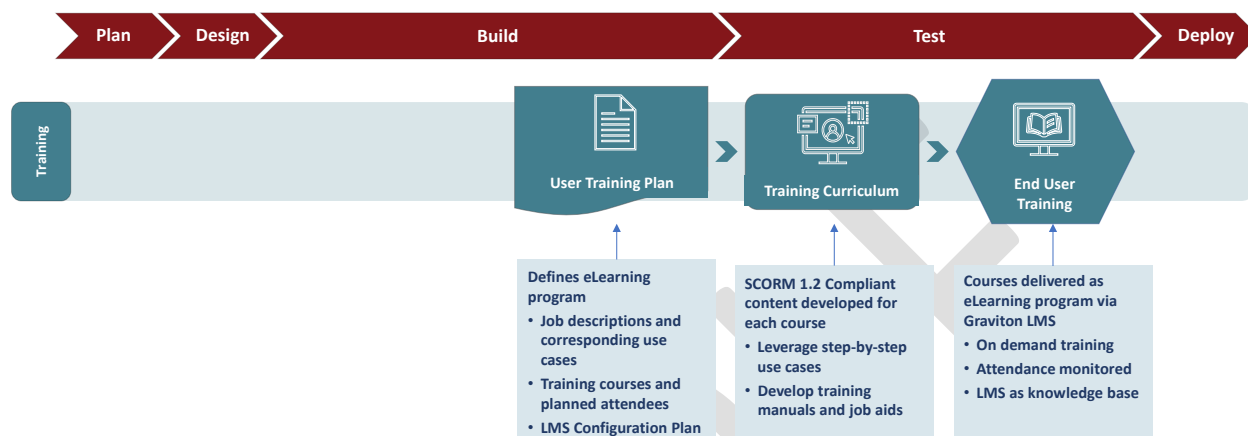 Plan
Design
Build
Test
Deploy
Training
User Training Plan
Training Curriculum
End User
Training
Defines eLearning
program
• Job descriptions and
corresponding use
cases
• Training courses and
planned attendees
• LMS Configuration Plan
SCORM 1.2 Compliant
content developed for
each course
• Leverage step-by-step
use cases
• Develop training
manuals and job aids
Courses delivered as
eLearning program via
Graviton LMS
• On demand training
• Attendance monitored
• LMS as knowledge base